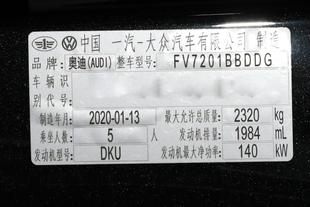 中国 一汽-大众汽车有限公司 制造
品牌 奥迪(AUDI) 整车型号 FV7201BBDDG
车辆识别代号
制造年月 2020-01-13 最大允许总质量 2320 kg
乘坐人数 5 人 发动机排量 1984 mL
发动机型号 DKU 发动机最大净功率 140 kW